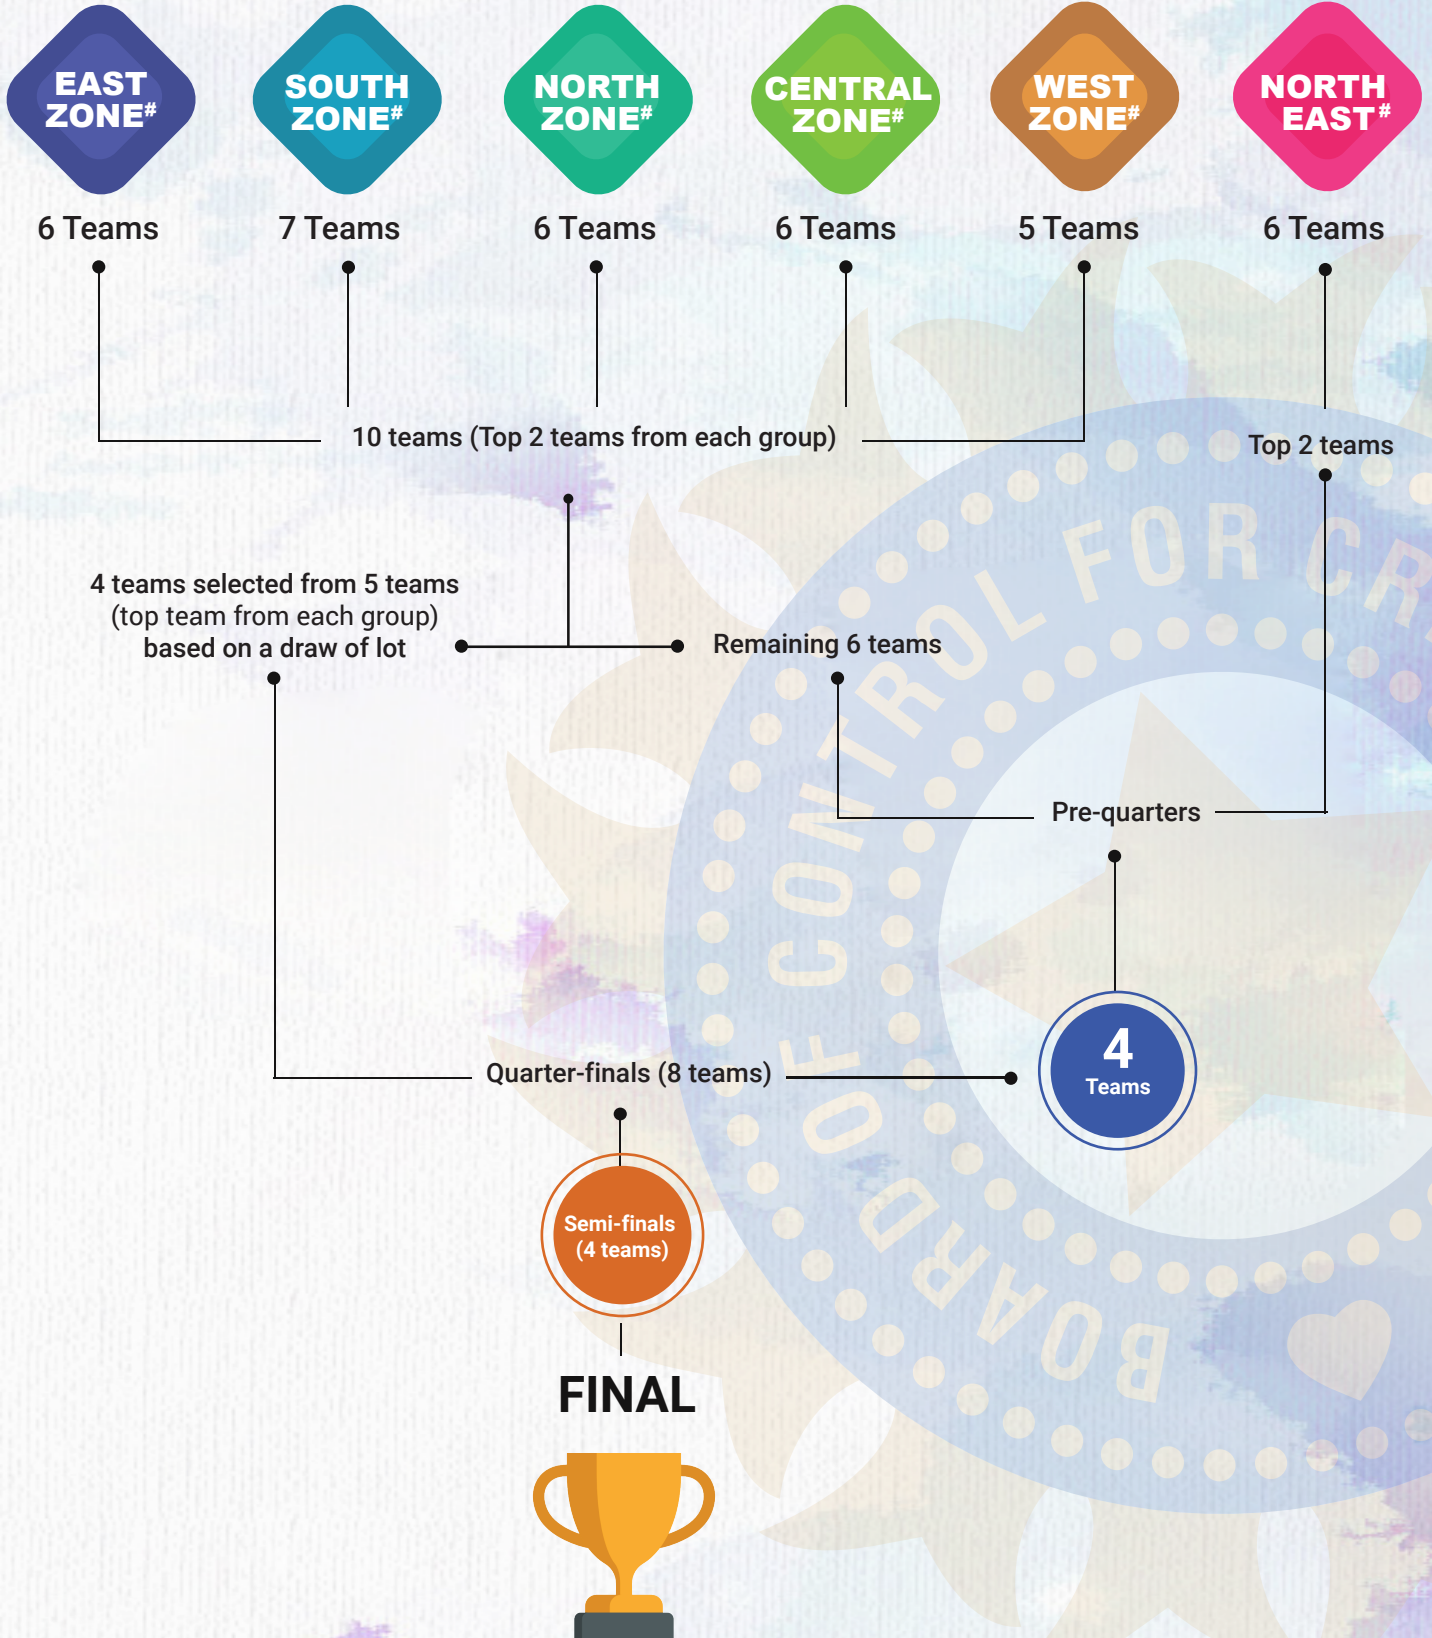 EAST
ZONE#
SOUTH
ZONE#
NORTH
ZONE#
CENTRAL
ZONE#
WEST
ZONE#
NORTH
EAST#
6 Teams
7 Teams
6 Teams
6 Teams
5 Teams
6 Teams
10 teams (Top 2 teams from each group)
Top 2 teams
4 teams selected from 5 teams
(top team from each group)
based on a draw of lot
Remaining 6 teams
Pre-quarters
4
Teams
Quarter-finals (8 teams)
Semi-finals
(4 teams)
FINAL
BOARD OF CONTROL FOR CR